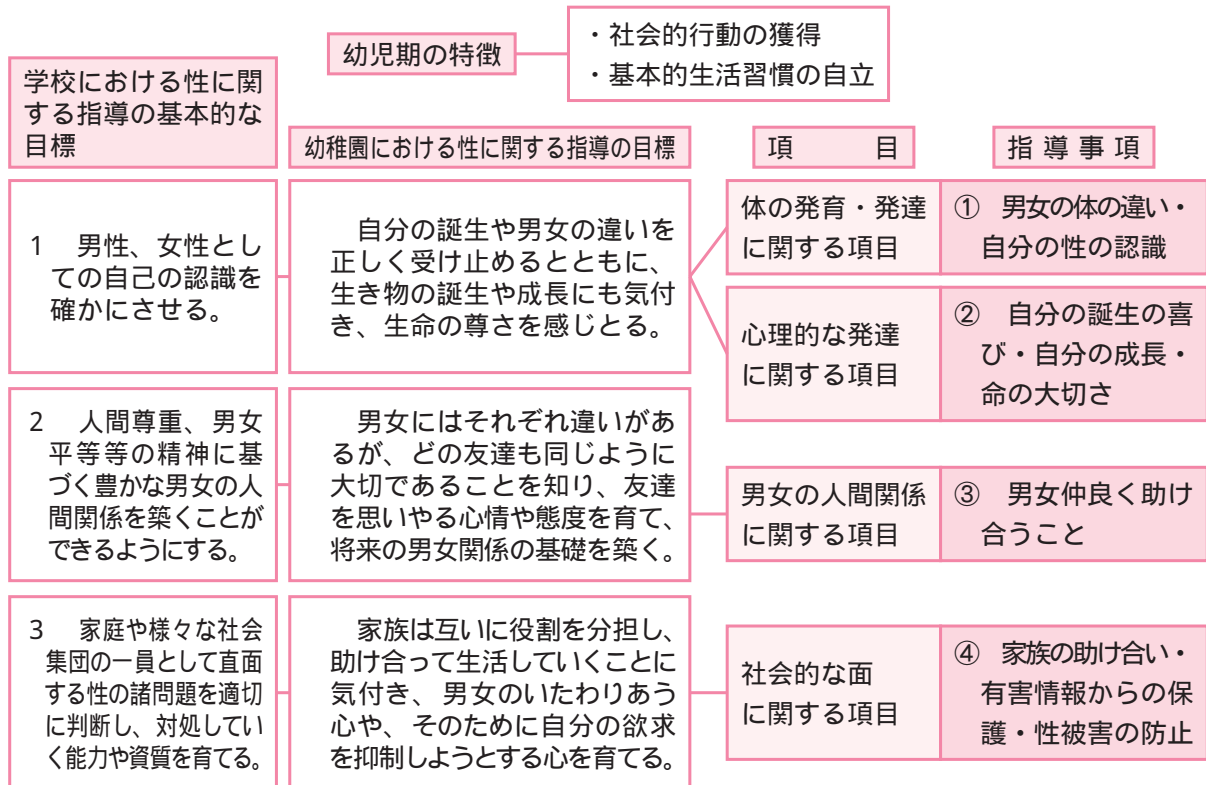 幼児期の特徴
・社会的行動の獲得
・基本的生活習慣の自立
学校における性に関
する指導の基本的な
目標
幼稚園における性に関する指導の目標
項　　目
指導事項
1　男性、女性とし
ての自己の認識を
確かにさせる。
自分の誕生や男女の違いを
正しく受け止めるとともに、
生き物の誕生や成長にも気付
き、生命の尊さを感じとる。
体の発育・発達
に関する項目
①　男女の体の違い・
自分の性の認識
心理的な発達
に関する項目
②　自分の誕生の喜
び・自分の成長・
命の大切さ
2　人間尊重、男女
平等等の精神に基
づく豊かな男女の人
間関係を築くことが
できるようにする。
男女にはそれぞれ違いがあ
るが、どの友達も同じように
大切であることを知り、友達
を思いやる心情や態度を育て、
将来の男女関係の基礎を築く。
男女の人間関係
に関する項目
③　男女仲良く助け
合うこと
3　家庭や様々な社会
集団の一員として直面
する性の諸問題を適切
に判断し、対処してい
く能力や資質を育てる。
家族は互いに役割を分担し、
助け合って生活していくことに
気付き、男女のいたわりあう
心や、そのために自分の欲求
を抑制しようとする心を育てる。
社会的な面
に関する項目
④　家族の助け合い・
有害情報からの保
護・性被害の防止